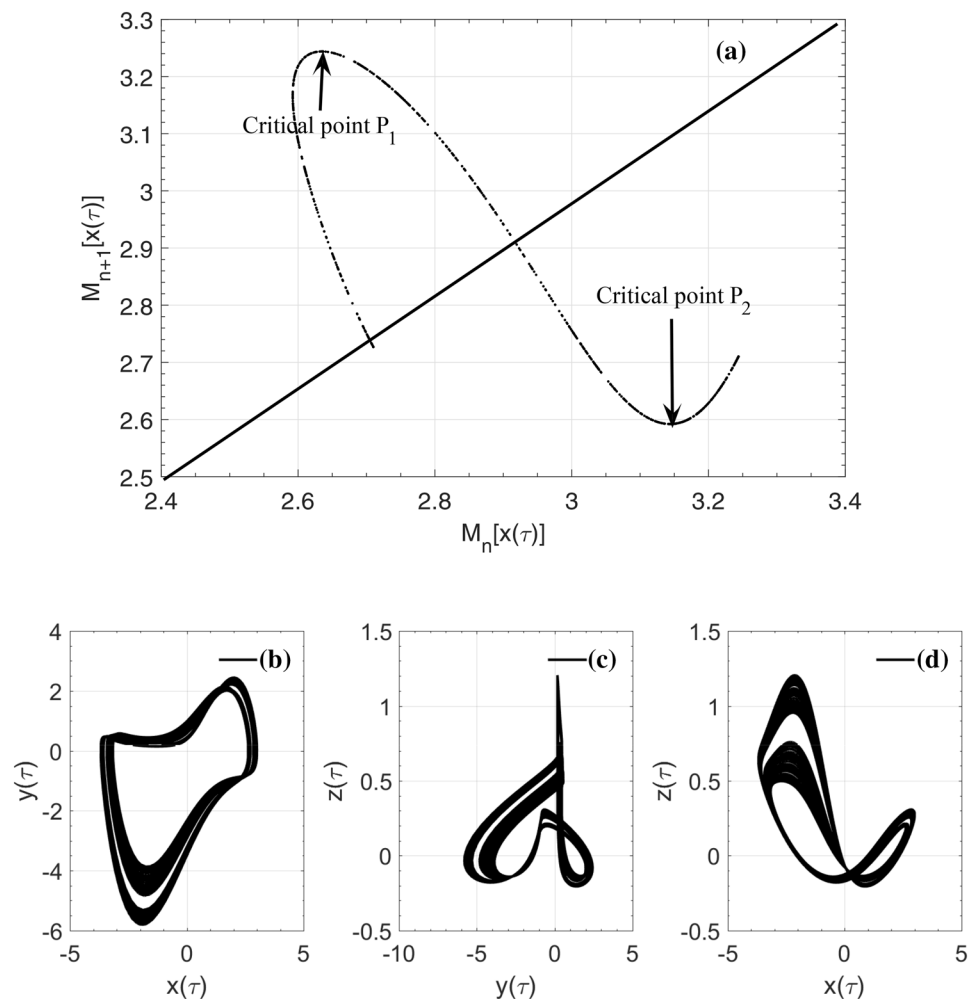 (a)
3.3
3.2
3.1
3
2.9
2.8
2.7
2.6
2.5
M_{n+1}[x(τ)]
Critical point P_1
Critical point P_2
2.4 2.6 2.8 3 3.2 3.4
M_n[x(τ)]
(b)
4
2
0
-2
-4
-6
y(τ)
-5 0 5
x(τ)
(c)
1.5
1
0.5
0
-0.5
z(τ)
-10 -5 0 5
y(τ)
(d)
1.5
1
0.5
0
-0.5
z(τ)
-5 0 5
x(τ)